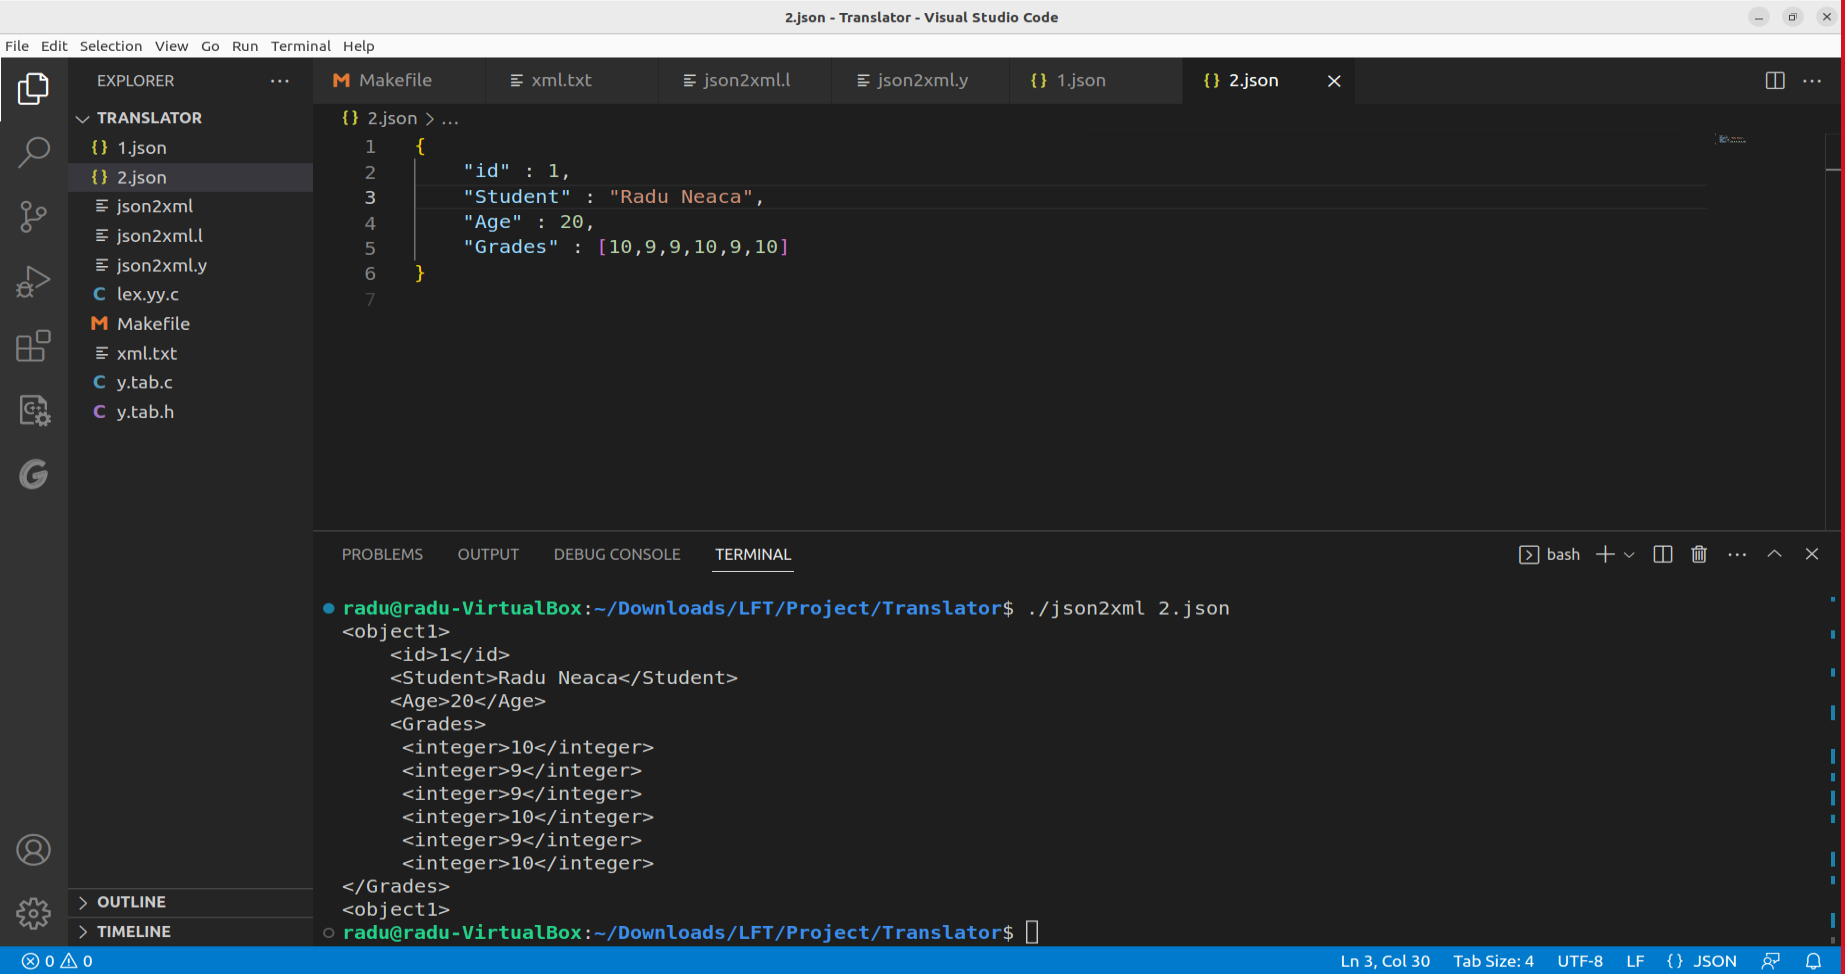 2.json - Translator - Visual Studio Code
File Edit Selection View Go Run Terminal Help
EXPLORER
TRANSLATOR
1.json
2.json
json2xml
json2xml.l
json2xml.y
lex.yy.c
Makefile
xml.txt
y.tab.c
y.tab.h
OUTLINE
TIMELINE
Makefile xml.txt json2xml.l json2xml.y {} 1.json {} 2.json
{} 2.json > ...
1 {
2 "id" : 1,
3 "Student" : "Radu Neaca",
4 "Age" : 20,
5 "Grades" : [10,9,9,10,9,10]
6 }
7
PROBLEMS OUTPUT DEBUG CONSOLE TERMINAL bash
radu@radu-VirtualBox:~/Downloads/LFT/Project/Translator$ ./json2xml 2.json
<object1>
<id>1</id>
<Student>Radu Neaca</Student>
<Age>20</Age>
<Grades>
<integer>10</integer>
<integer>9</integer>
<integer>9</integer>
<integer>10</integer>
<integer>9</integer>
<integer>10</integer>
</Grades>
<object1>
radu@radu-VirtualBox:~/Downloads/LFT/Project/Translator$
0 0 Ln 3, Col 30 Tab Size: 4 UTF-8 LF {} JSON